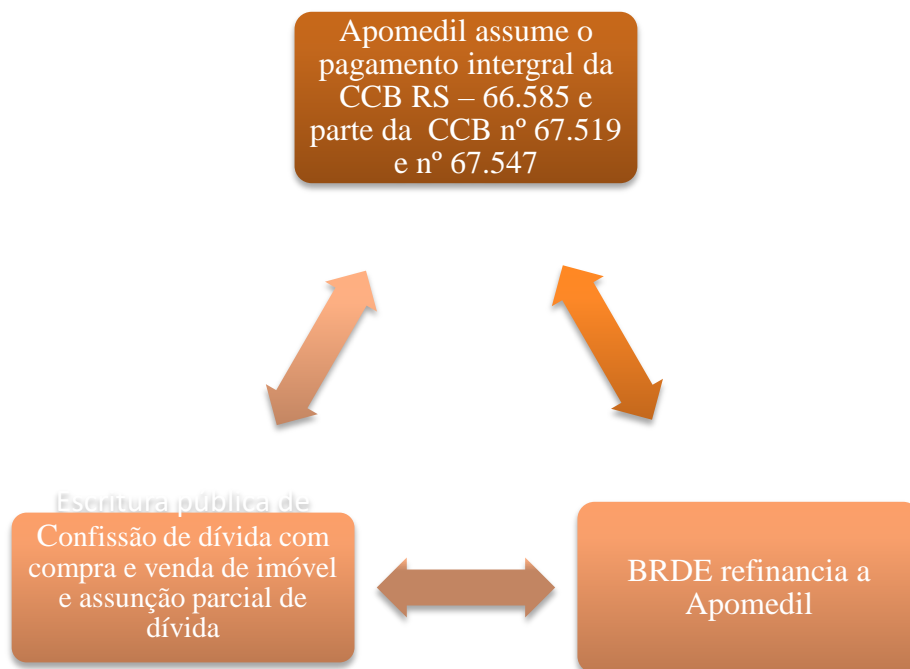 Apomedil assume o
pagamento intergral da
CCB RS – 66.585 e
parte da CCB nº 67.519
e nº 67.547
Escritura pública de
Confissão de dívida com
compra e venda de imóvel
e assunção parcial de
dívida
BRDE refinancia a
Apomedil